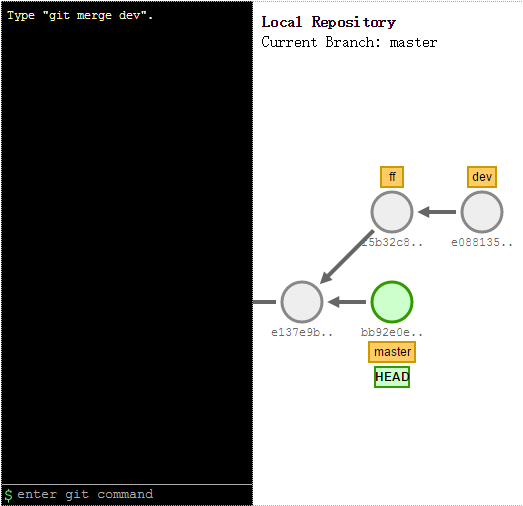 Type "git merge dev".
Local Repository
Current Branch: master
ff
dev
e088135..
e137e9b..
bb92e0e..
master
HEAD
$ enter git command